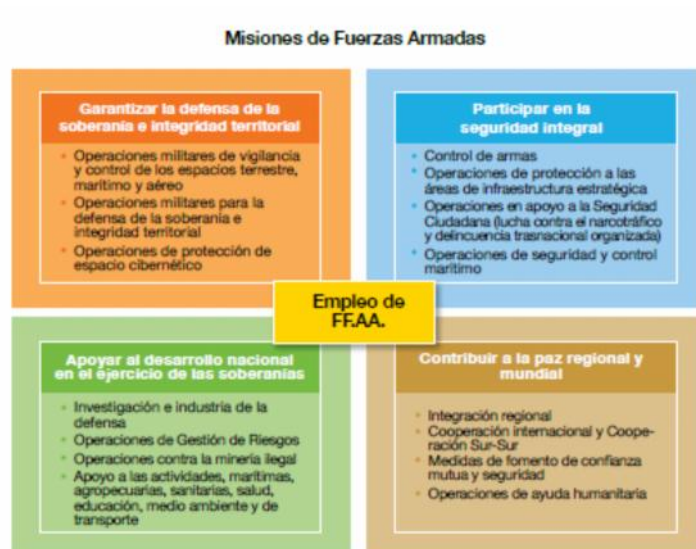 Misiones de Fuerzas Armadas
Garantizar la defensa de la
soberanía e integridad territorial
• Operaciones militares de vigilancia
y control de los espacios terrestre,
marítimo y aéreo
• Operaciones militares para la
defensa de la soberanía e
integridad territorial
• Operaciones de protección de
espacio cibernético
Participar en la
seguridad integral
• Control de armas
• Operaciones de protección a las
áreas de infraestructura estratégica
• Operaciones en apoyo a la Seguridad
Ciudadana (lucha contra el narcotráfico
y delincuencia trasnacional organizada)
• Operaciones de seguridad y control
marítimo
Empleo de
FF.AA.
Apoyar al desarrollo nacional
en el ejercicio de las soberanías
• Investigación e industria de la
defensa
• Operaciones de Gestión de Riesgos
• Operaciones contra la minería ilegal
• Apoyo a las actividades, marítimas,
agropecuarias, sanitarias, salud,
educación, medio ambiente y de
transporte
Contribuir a la paz regional y
mundial
• Integración regional
• Cooperación internacional y Coope-
ración Sur-Sur
• Medidas de fomento de confianza
mutua y seguridad
• Operaciones de ayuda humanitaria